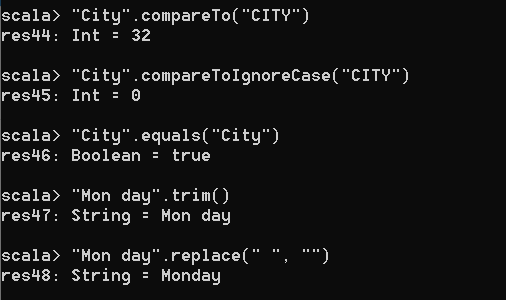 scala> "City".compareTo("CITY")
res44: Int = 32
scala> "City".compareToIgnoreCase("CITY")
res45: Int = 0
scala> "City".equals("City")
res46: Boolean = true
scala> "Mon day".trim()
res47: String = Mon day
scala> "Mon day".replace(" ", "")
res48: String = Monday